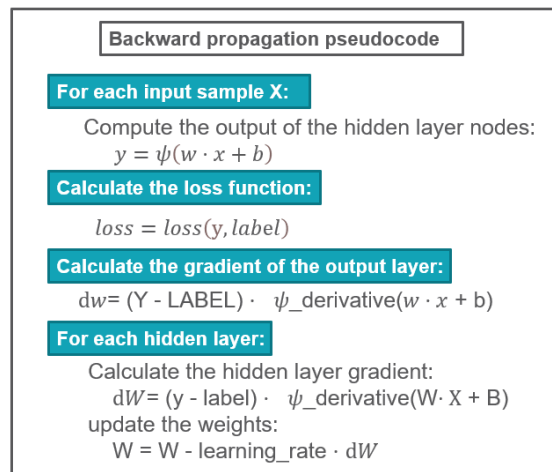 Backward propagation pseudocode
For each input sample X:
Compute the output of the hidden layer nodes:
y = ψ(w · x + b)
Calculate the loss function:
loss = loss(y, label)
Calculate the gradient of the output layer:
dw= (Y - LABEL) · ψ_derivative(w · x + b)
For each hidden layer:
Calculate the hidden layer gradient:
dW= (y - label) · ψ_derivative(W· X + B)
update the weights:
W = W - learning_rate · dW